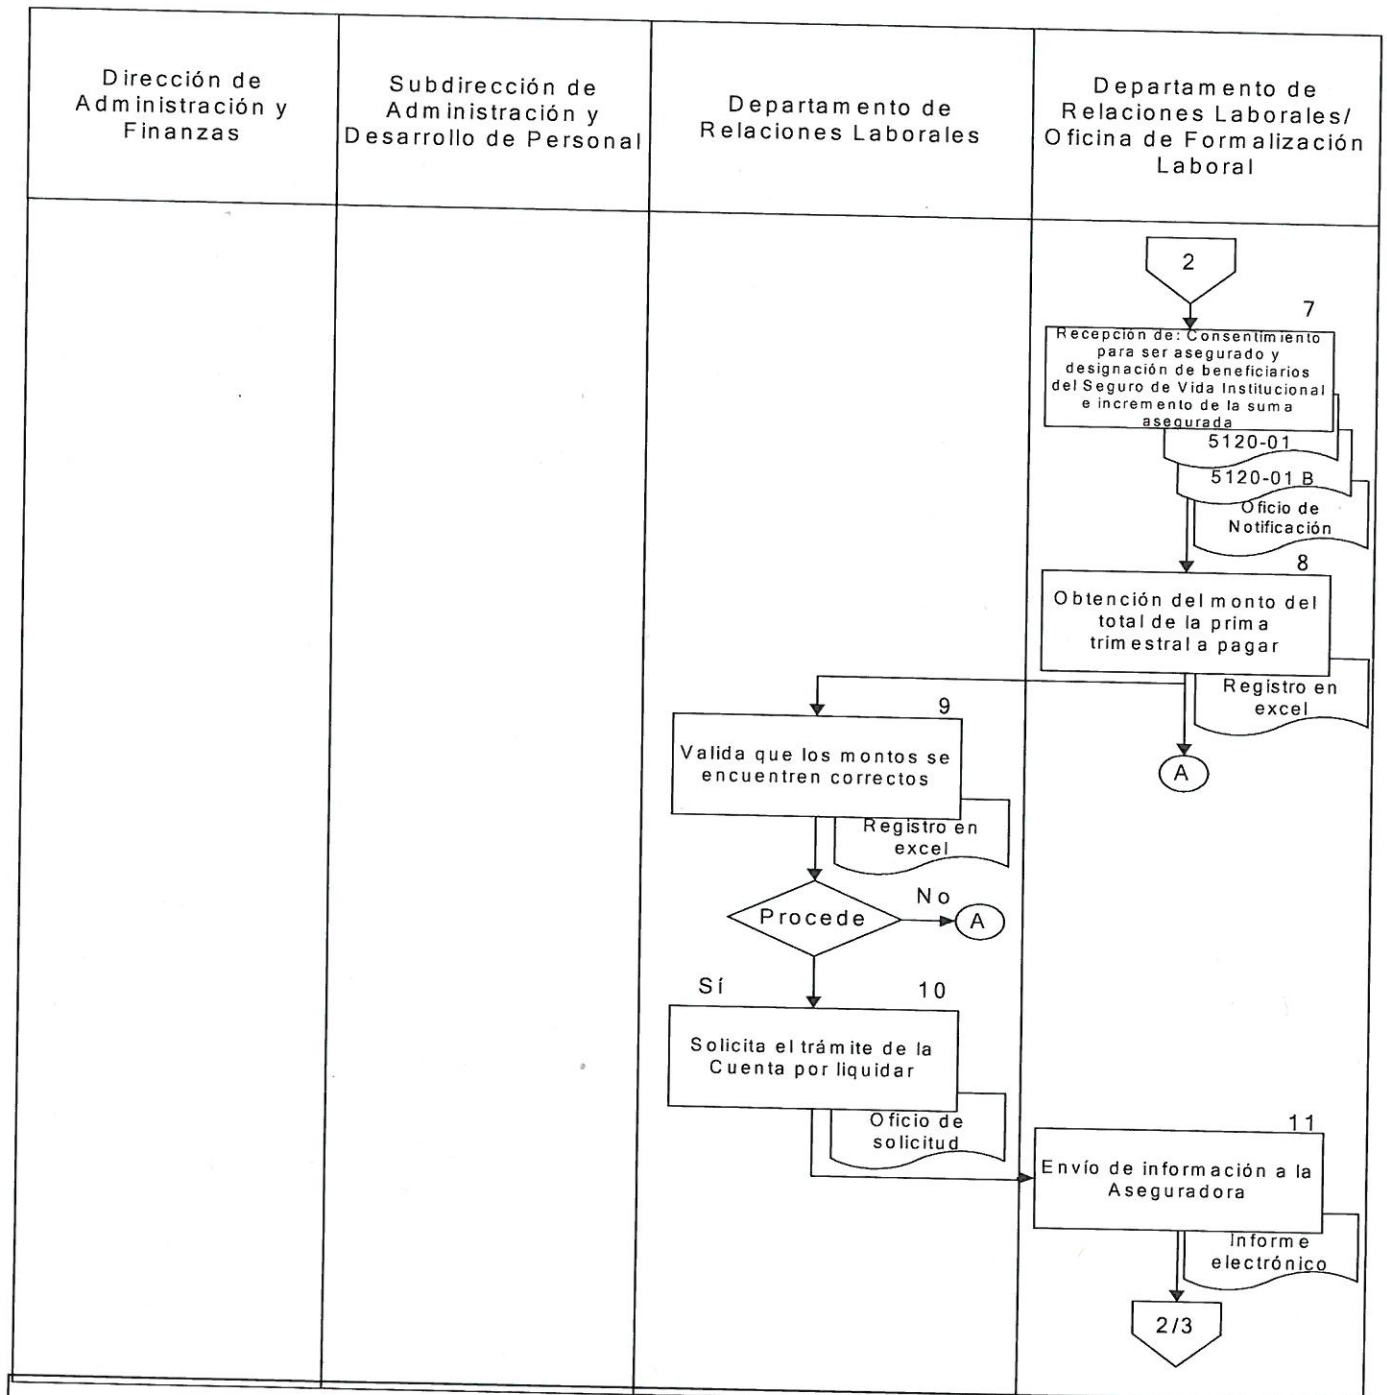 Dirección de
Administración y
Finanzas
Subdirección de
Administración y
Desarrollo de Personal
Departamento de
Relaciones Laborales
Departamento de
Relaciones Laborales/
Oficina de Formalización
Laboral
2
7
Recepción de: Consentimiento
para ser asegurado y
designación de beneficiarios
del Seguro de Vida Institucional
e incremento de la suma
asegurada
5120-01
5120-01 B
Oficio de
Notificación
8
Obtención del monto del
total de la prima
trimestral a pagar
Registro en
excel
A
9
Valida que los montos se
encuentren correctos
Registro en
excel
Procede
No
A
Sí
10
Solicita el trámite de la
Cuenta por liquidar
Oficio de
solicitud
11
Envío de información a la
Aseguradora
Informe
electrónico
2/3